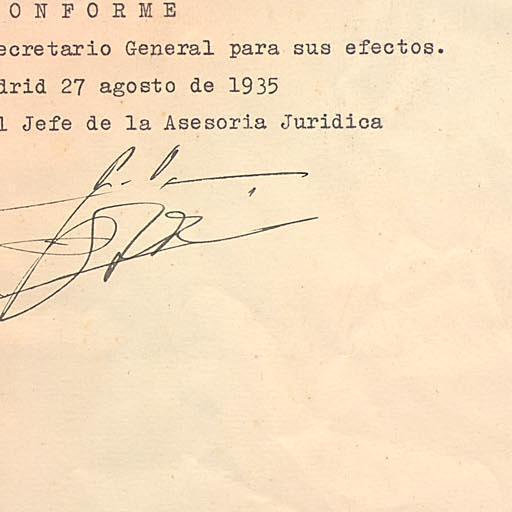 ONFORME
ecretario General para sus efectos.
drid 27 agosto de 1935
l Jefe de la Asesoria Juridica